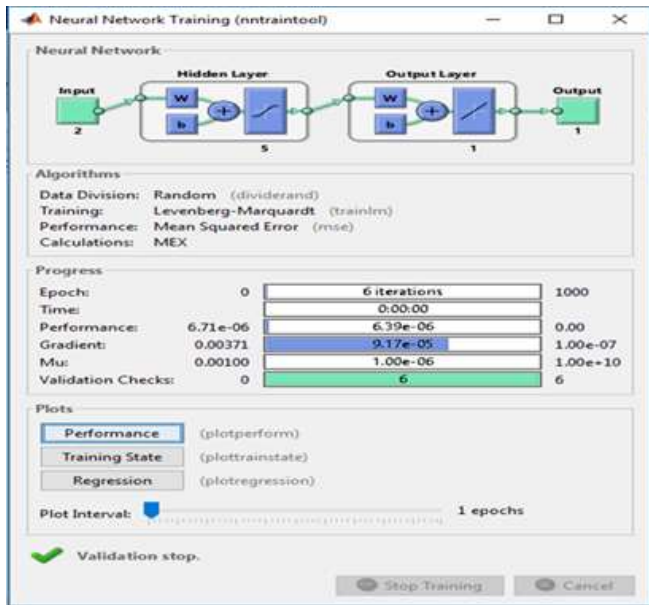 Neural Network Training (nntraintool)
Neural Network
Hidden Layer
Output Layer
Input
Output
W
b
+
W
b
+
2
5
1
1
Algorithms
Data Division: Random (dividerand)
Training: Levenberg-Marquardt (trainlm)
Performance: Mean Squared Error (mse)
Calculations: MEX
Progress
Epoch: 0 6 iterations 1000
Time: 0:00:00
Performance: 6.71e-06 6.39e-06 0.00
Gradient: 0.00371 9.17e-05 1.00e-07
Mu: 0.00100 1.00e-06 1.00e+10
Validation Checks: 0 6 6
Plots
Performance (plotperform)
Training State (plottrainstate)
Regression (plotregression)
Plot Interval: 1 epochs
Validation stop.
Stop Training Cancel